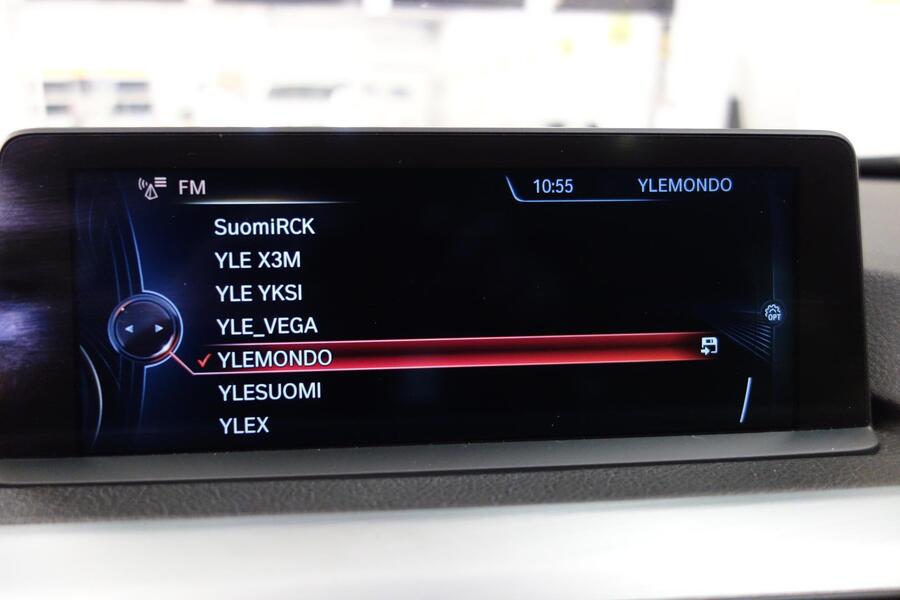 FM 10:55 YLEMONDO
SuomiRCK
YLE X3M
YLE YKSI
YLE_VEGA
YLEMONDO
OPT
YLESUOMI
YLEX